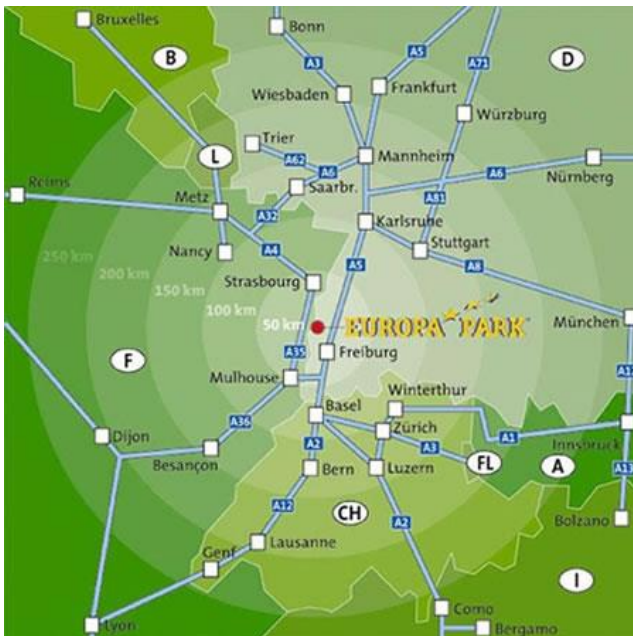 Bruxelles
Bonn
B
A3
A5
A71
D
Wiesbaden
Frankfurt
Würzburg
Trier
A62
L
A6
Mannheim
Saarbr.
A6
Nürnberg
Reims
Metz
A32
A81
Karlsruhe
Nancy
A4
Stuttgart
250 km
200 km
150 km
100 km
50 km
Strasbourg
A5
A8
EUROPA PARK
München
F
A35
Freiburg
Mulhouse
Winterthur
A12
Basel
A36
Zürich
A1
Innsbruck
Dijon
Besançon
A2
A3
FL
A
Bern
Luzern
A13
CH
A12
A2
Bolzano
Lausanne
Genf
I
Lyon
Como
Bergamo